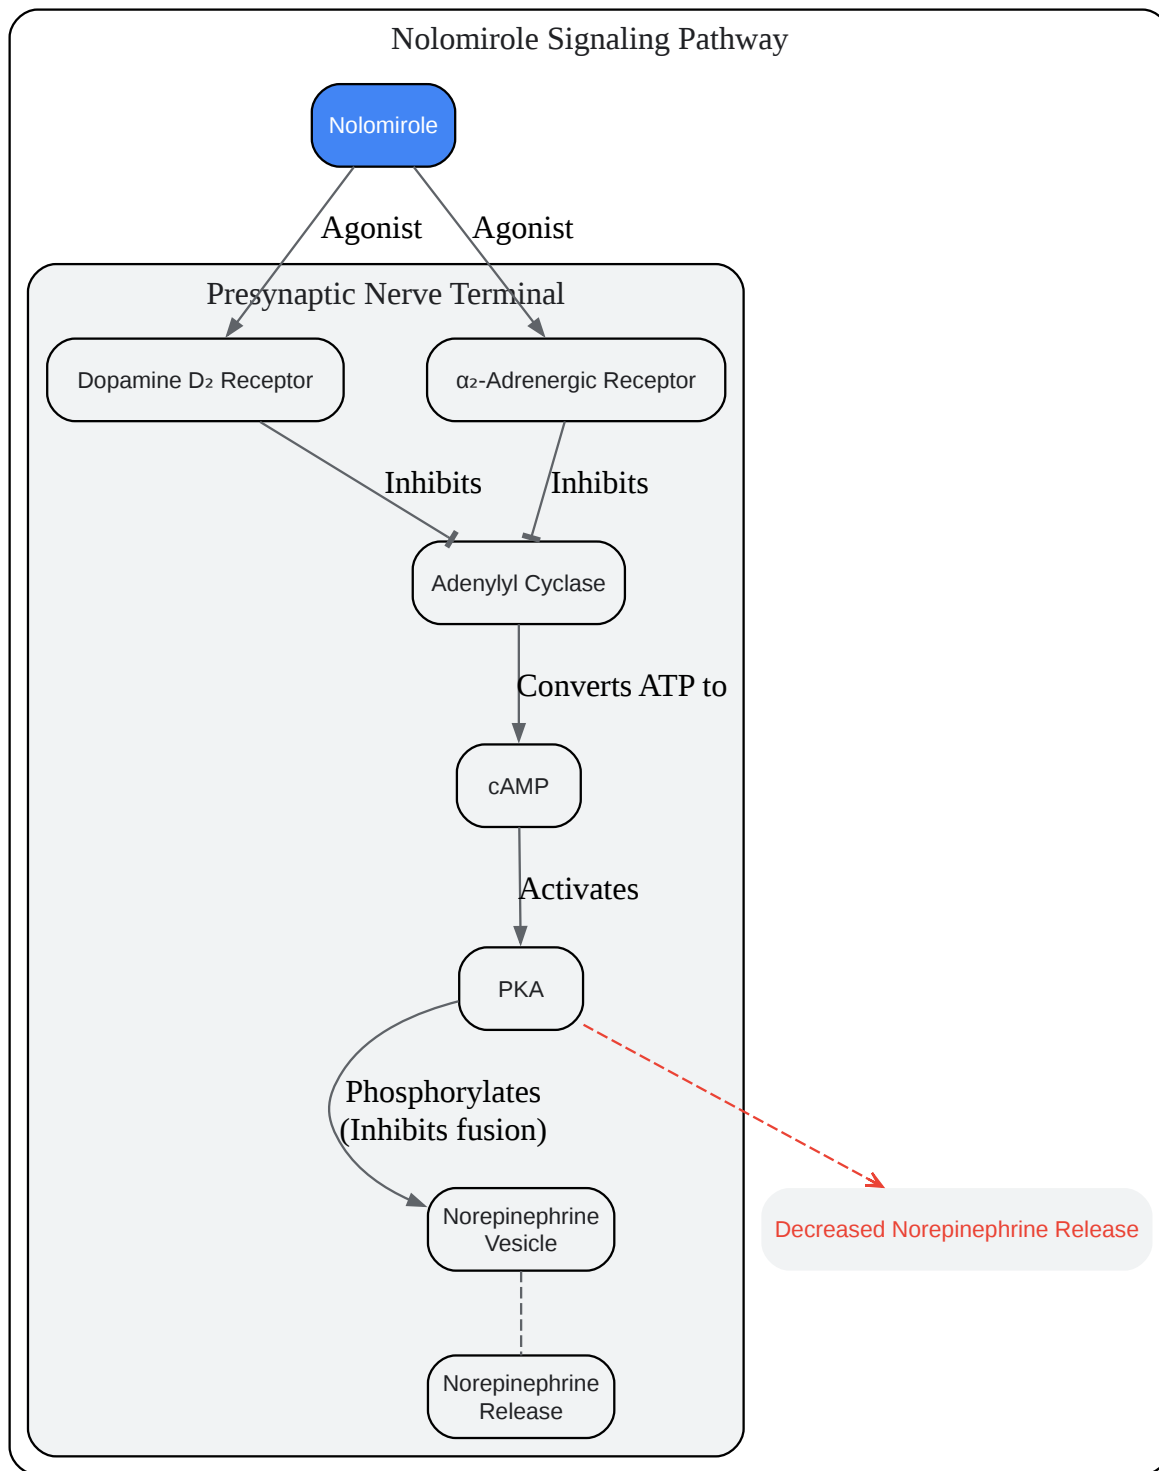 Nolomirole Signaling Pathway
Nolomirole
Agonist
Agonist
Presynaptic Nerve Terminal
Dopamine D₂ Receptor
α₂-Adrenergic Receptor
Inhibits
Inhibits
Adenylyl Cyclase
Converts ATP to
cAMP
Activates
PKA
Phosphorylates
(Inhibits fusion)
Norepinephrine
Vesicle
Decreased Norepinephrine Release
Norepinephrine
Release